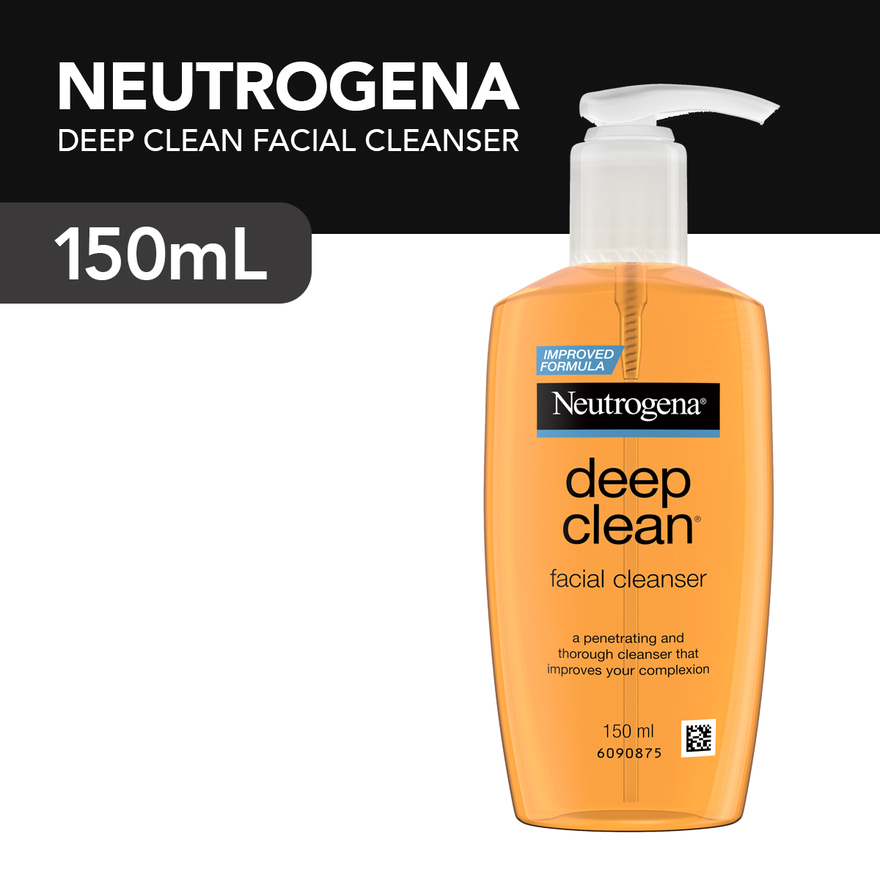 NEUTROGENA
DEEP CLEAN FACIAL CLEANSER
150mL
IMPROVED
FORMULA
Neutrogena®
deep
clean®
facial cleanser
a penetrating and
thorough cleanser that
improves your complexion
150 ml
6090875